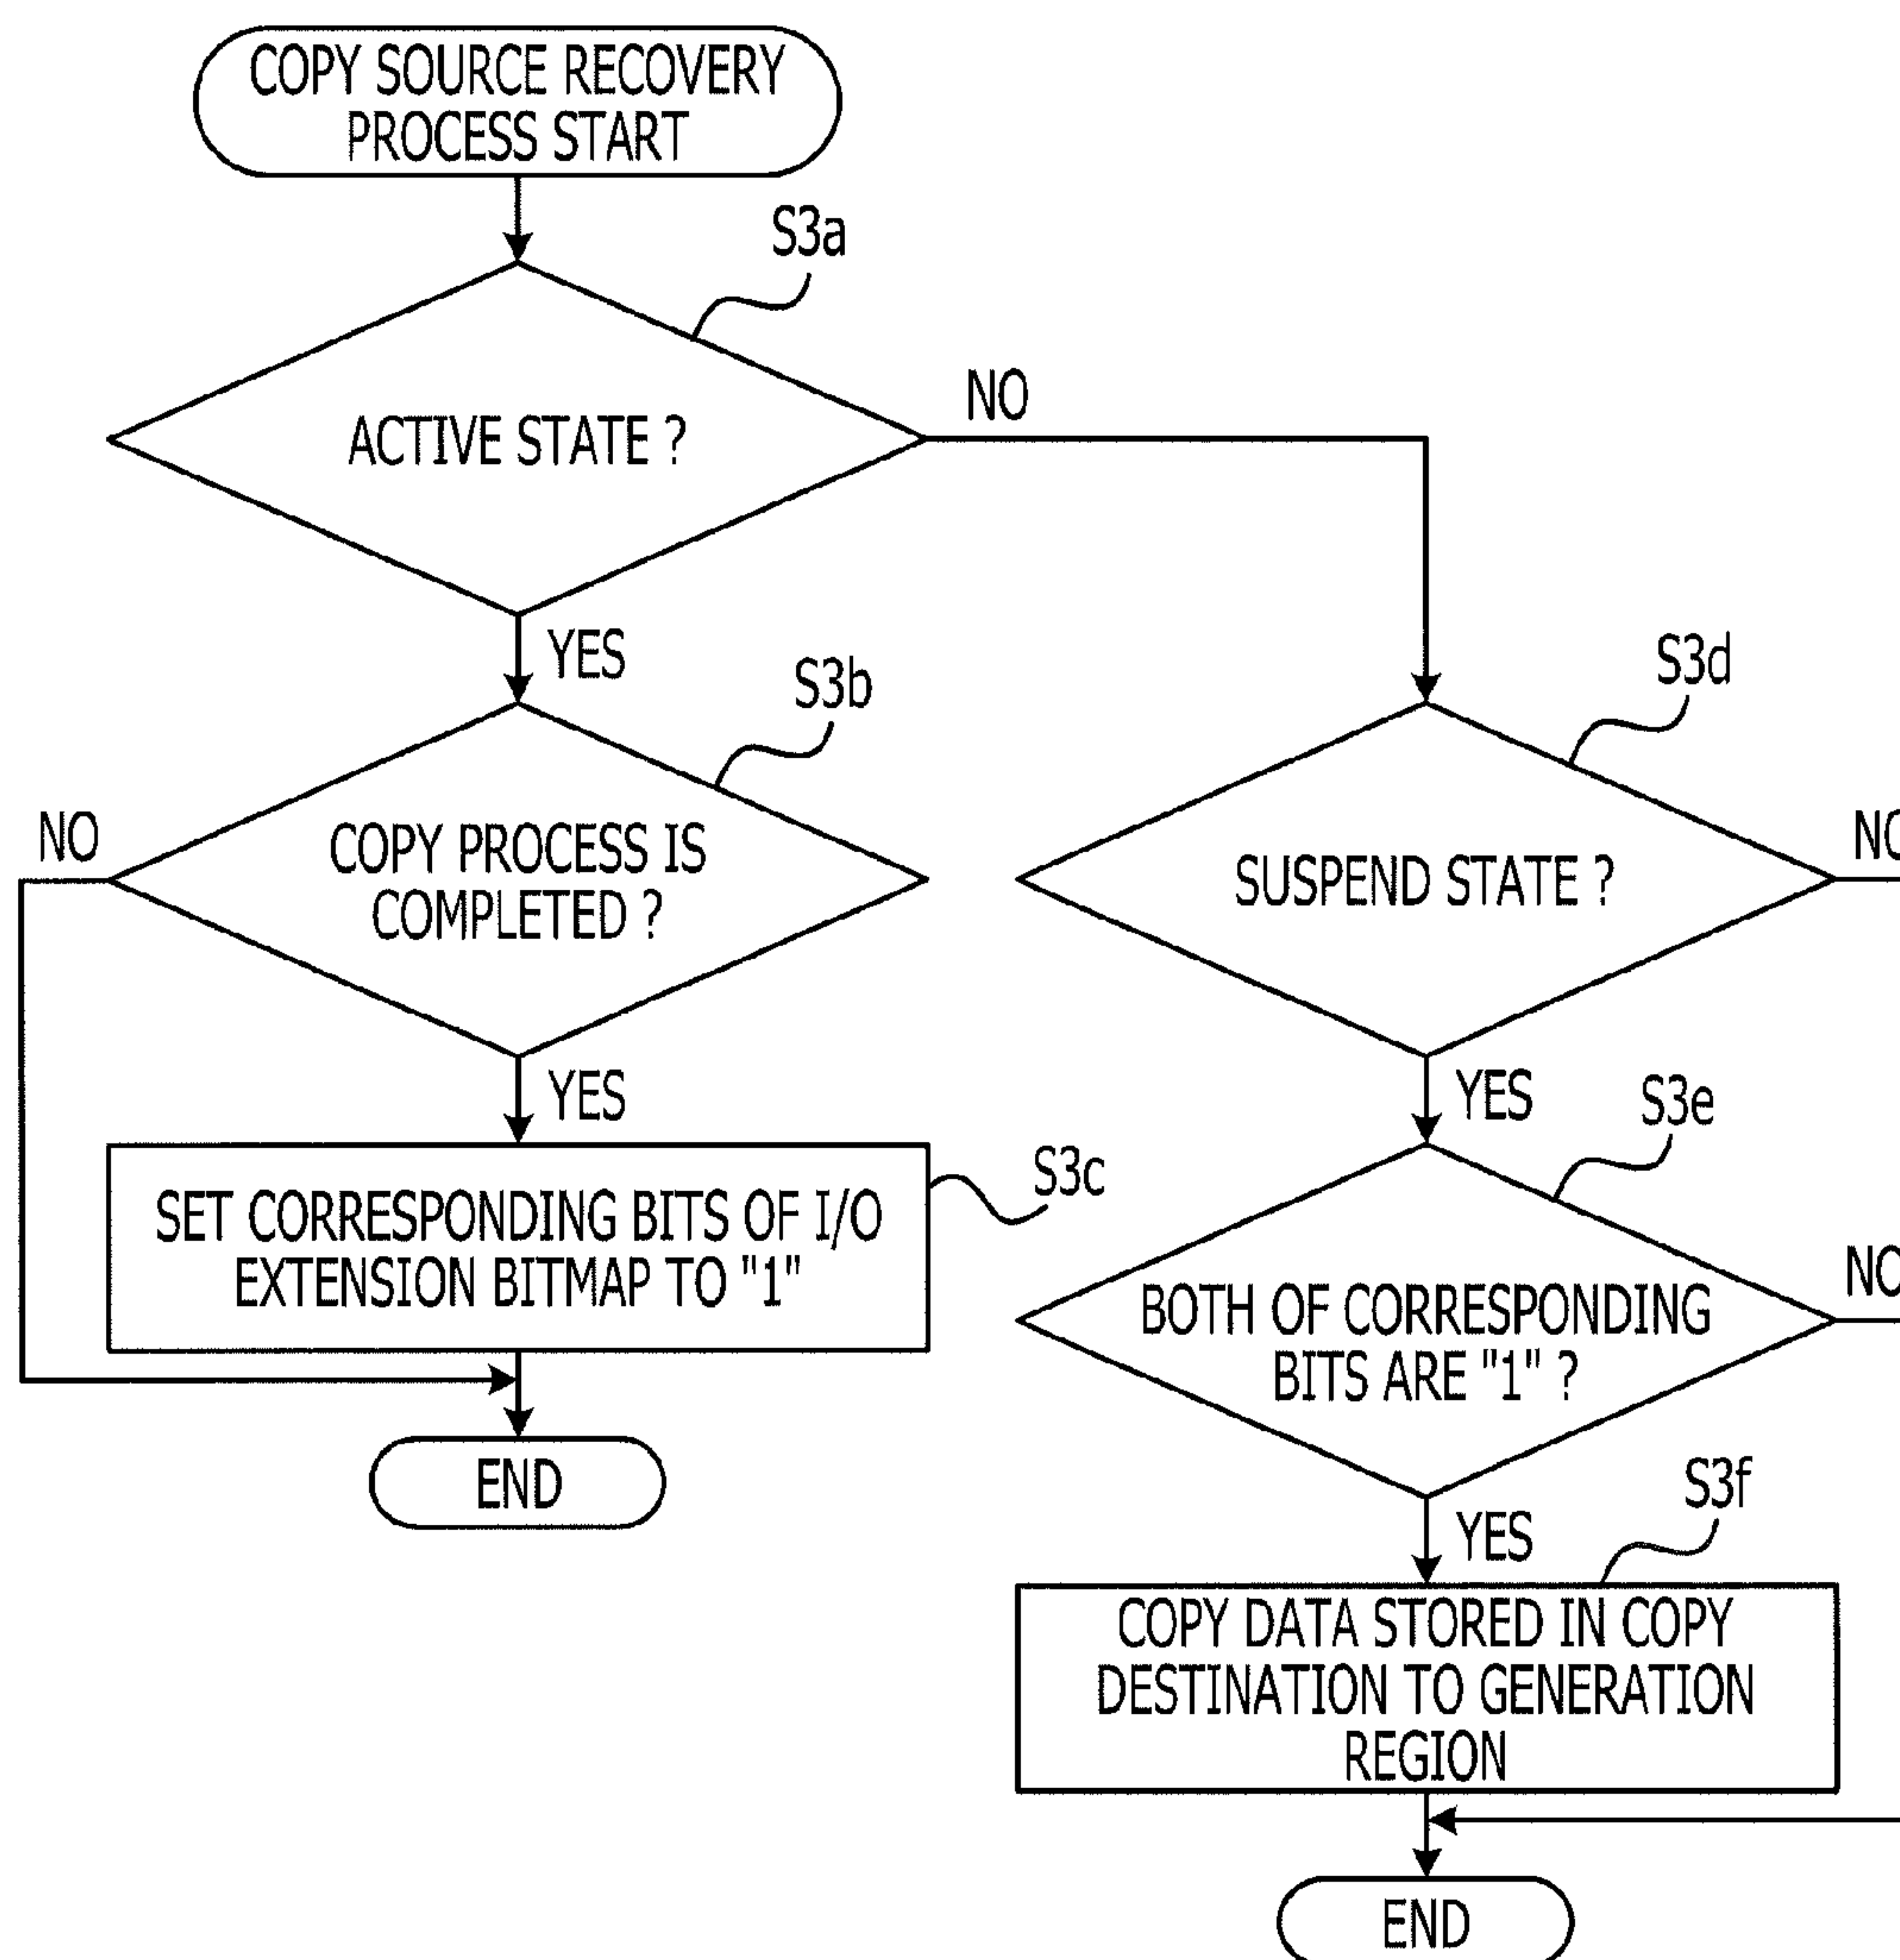 COPY SOURCE RECOVERY
PROCESS START
S3a
ACTIVE STATE ?
NO
YES
S3b
S3d
NO
COPY PROCESS IS
COMPLETED ?
SUSPEND STATE ?
NO
YES
YES
S3e
S3c
SET CORRESPONDING BITS OF I/O
EXTENSION BITMAP TO "1"
BOTH OF CORRESPONDING
BITS ARE "1" ?
NO
END
S3f
YES
COPY DATA STORED IN COPY
DESTINATION TO GENERATION
REGION
END